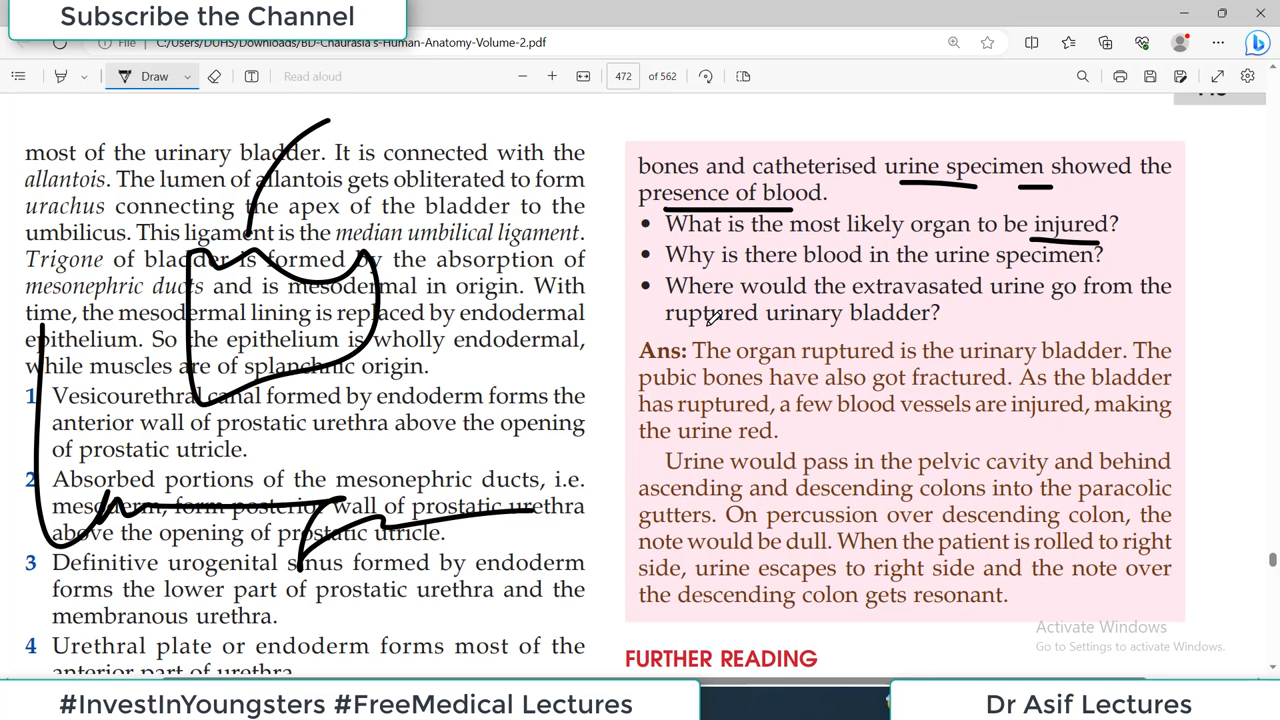 Subscribe the Channel
File
C:/Users/DUHS/Downloads/BD-Chaurasia's-Human-Anatomy-Volume-2.pdf
Draw
Read aloud
472
of 562
most of the urinary bladder. It is connected with the
allantois. The lumen of allantois gets obliterated to form
urachus connecting the apex of the bladder to the
umbilicus. This ligament is the median umbilical ligament.
Trigone of bladder is formed by the absorption of
mesonephric ducts and is mesodermal in origin. With
time, the mesodermal lining is replaced by endodermal
epithelium. So the epithelium is wholly endodermal,
while muscles are of splanchnic origin.
1 Vesicourethral canal formed by endoderm forms the
anterior wall of prostatic urethra above the opening
of prostatic utricle.
2 Absorbed portions of the mesonephric ducts, i.e.
mesoderm, form posterior wall of prostatic urethra
above the opening of prostatic utricle.
3 Definitive urogenital sinus formed by endoderm
forms the lower part of prostatic urethra and the
membranous urethra.
4 Urethral plate or endoderm forms most of the
anterior part of urethra
bones and catheterised urine specimen showed the
presence of blood.
• What is the most likely organ to be injured?
• Why is there blood in the urine specimen?
• Where would the extravasated urine go from the
ruptured urinary bladder?
Ans: The organ ruptured is the urinary bladder. The
pubic bones have also got fractured. As the bladder
has ruptured, a few blood vessels are injured, making
the urine red.
Urine would pass in the pelvic cavity and behind
ascending and descending colons into the paracolic
gutters. On percussion over descending colon, the
note would be dull. When the patient is rolled to right
side, urine escapes to right side and the note over
the descending colon gets resonant.
FURTHER READING
Activate Windows
Go to Settings to activate Windows.
#InvestInYoungsters #FreeMedical Lectures
Dr Asif Lectures